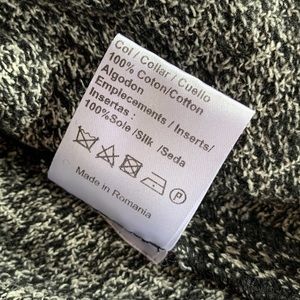 Col / Collar / Cuello
100% Coton/Cotton
Algodon
Emplecements / Inserts/
Insertas :
100%Soie /Silk /Seda
P
Made in Romania